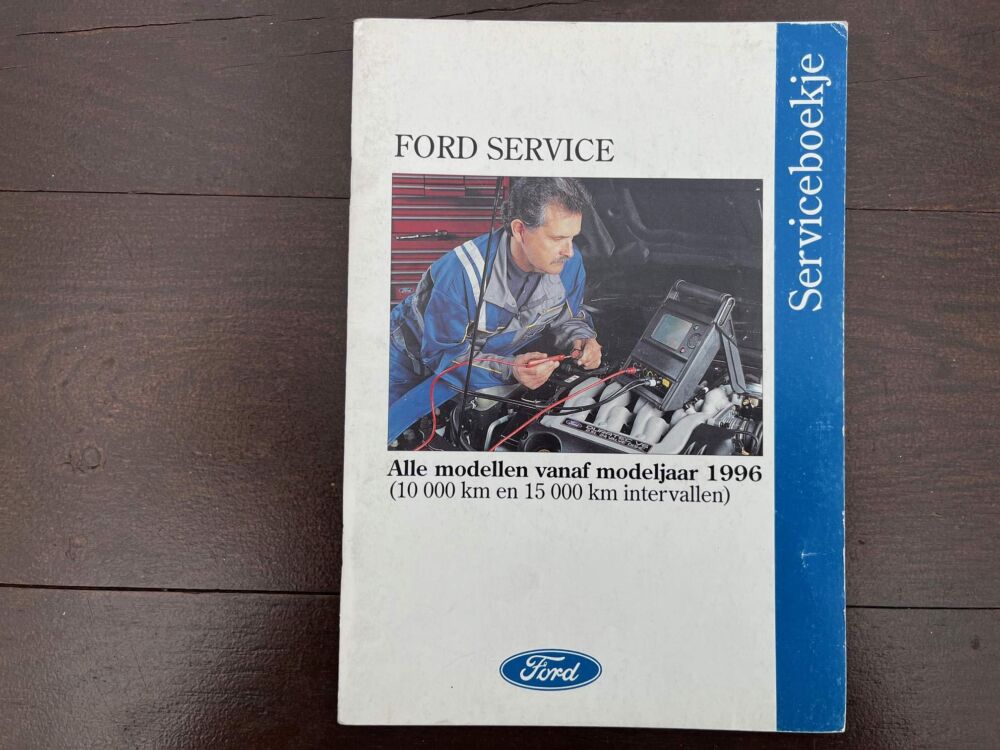 FORD SERVICE
Alle modellen vanaf modeljaar 1996
(10 000 km en 15 000 km intervallen)
Ford
Serviceboekje